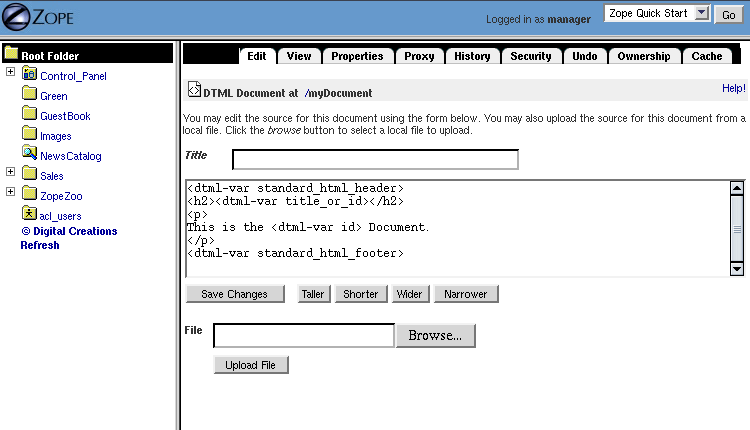 ZOPE
Logged in as manager
Zope Quick Start
Go
Root Folder
Control_Panel
Green
GuestBook
Images
NewsCatalog
Sales
ZopeZoo
acl_users
© Digital Creations
Refresh
Edit View Properties Proxy History Security Undo Ownership Cache
DTML Document at /myDocument
Help!
You may edit the source for this document using the form below. You may also upload the source for this document from a
local file. Click the browse button to select a local file to upload.
Title
<dtml-var standard_html_header>
<h2><dtml-var title_or_id></h2>
<p>
This is the <dtml-var id> Document.
</p>
<dtml-var standard_html_footer>
Save Changes Taller Shorter Wider Narrower
File Browse...
Upload File